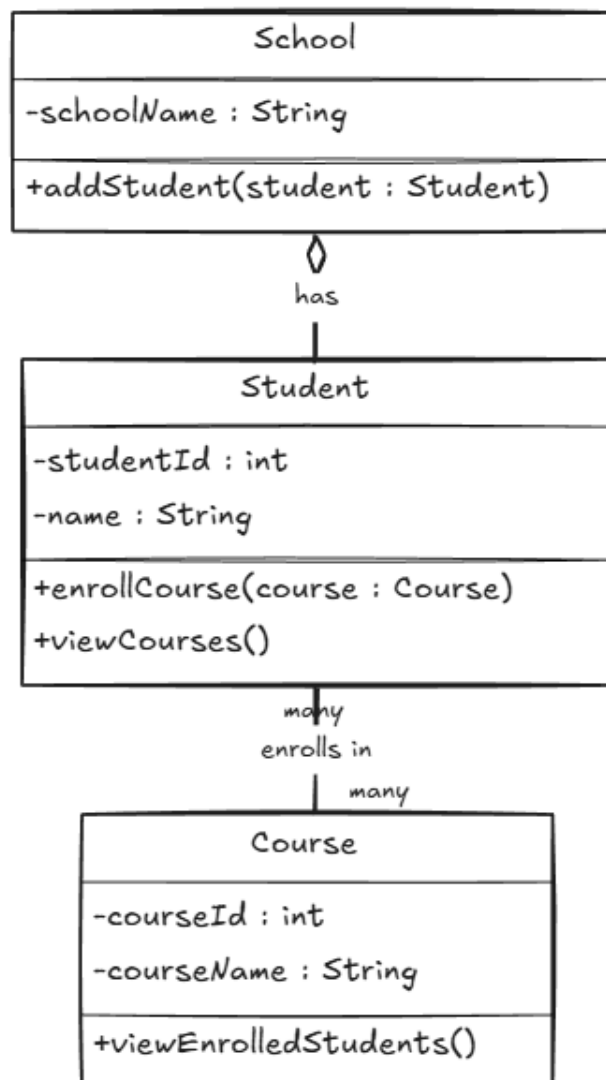 School
-schoolName : String
+addStudent(student : Student)
has
Student
-studentId : int
-name : String
+enrollCourse(course : Course)
+viewCourses()
many
enrolls in
many
Course
-courseId : int
-courseName : String
+viewEnrolledStudents()